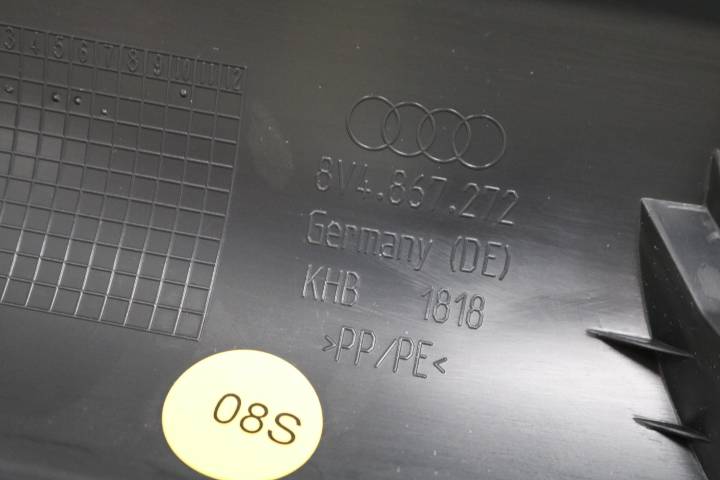 3 4 5 6 7 8 9 10 11 12
8V4.867.272
Germany (DE)
KHB 1818
>PP/PE<
08S